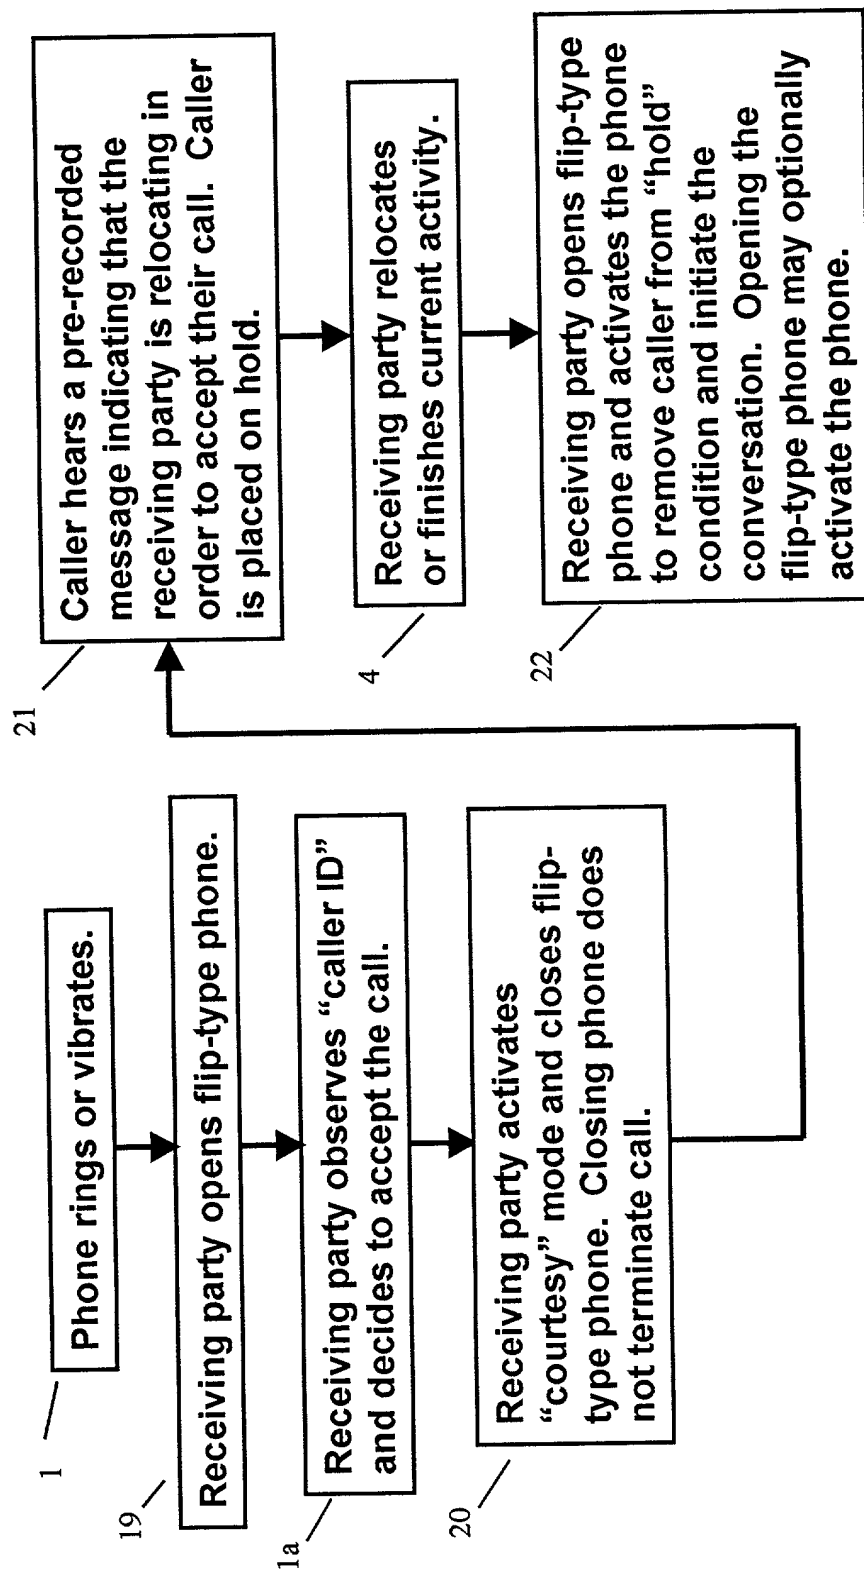 1
Phone rings or vibrates.
19
Receiving party opens flip-type phone.
1a
Receiving party observes “caller ID”
and decides to accept the call.
20
Receiving party activates
“courtesy” mode and closes flip-
type phone. Closing phone does
not terminate call.
21
Caller hears a pre-recorded
message indicating that the
receiving party is relocating in
order to accept their call. Caller
is placed on hold.
4
Receiving party relocates
or finishes current activity.
22
Receiving party opens flip-type
phone and activates the phone
to remove caller from “hold”
condition and initiate the
conversation. Opening the
flip-type phone may optionally
activate the phone.